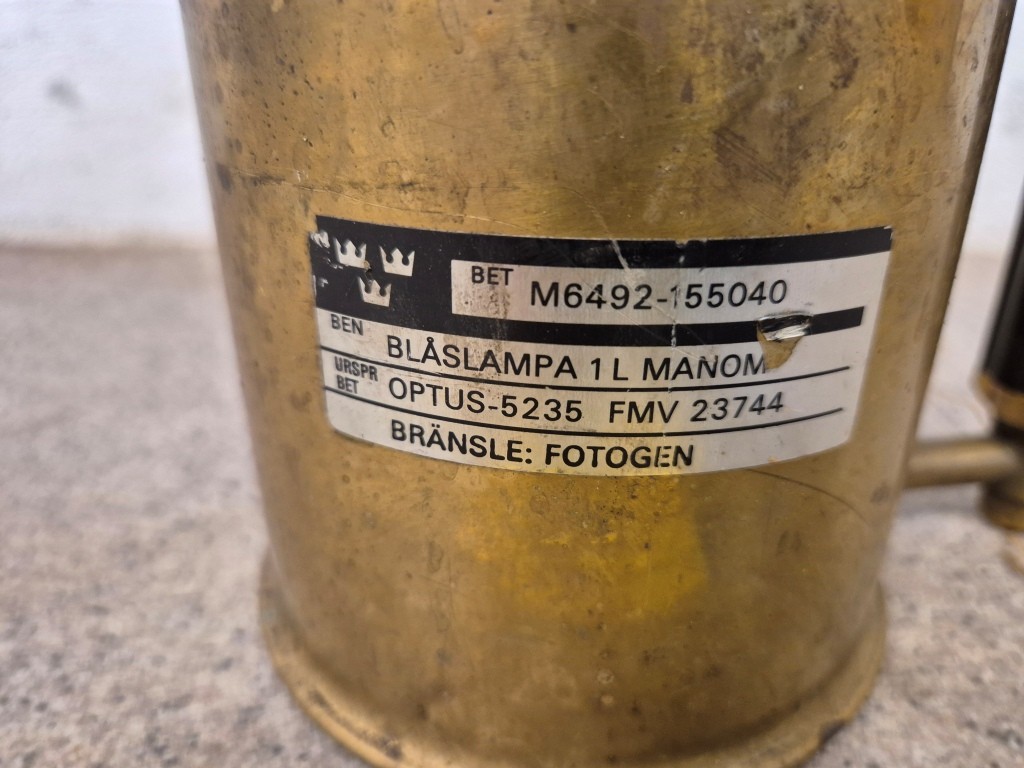 BET M6492-155040
BEN BLÅSLAMPA 1 L MANOM
URSPR BET OPTUS-5235 FMV 23744
BRÄNSLE: FOTOGEN